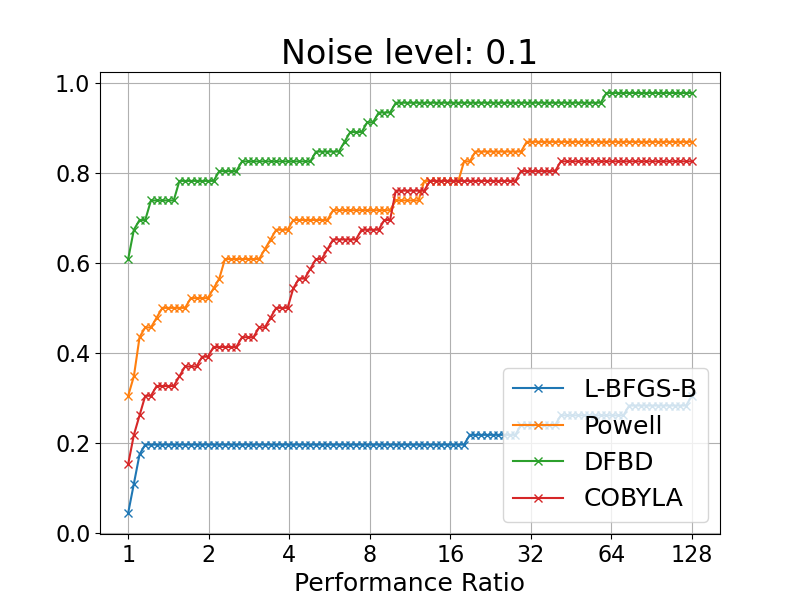 Noise level: 0.1
1.0
0.8
0.6
0.4
0.2
0.0
L-BFGS-B
Powell
DFBD
COBYLA
1 2 4 8 16 32 64 128
Performance Ratio